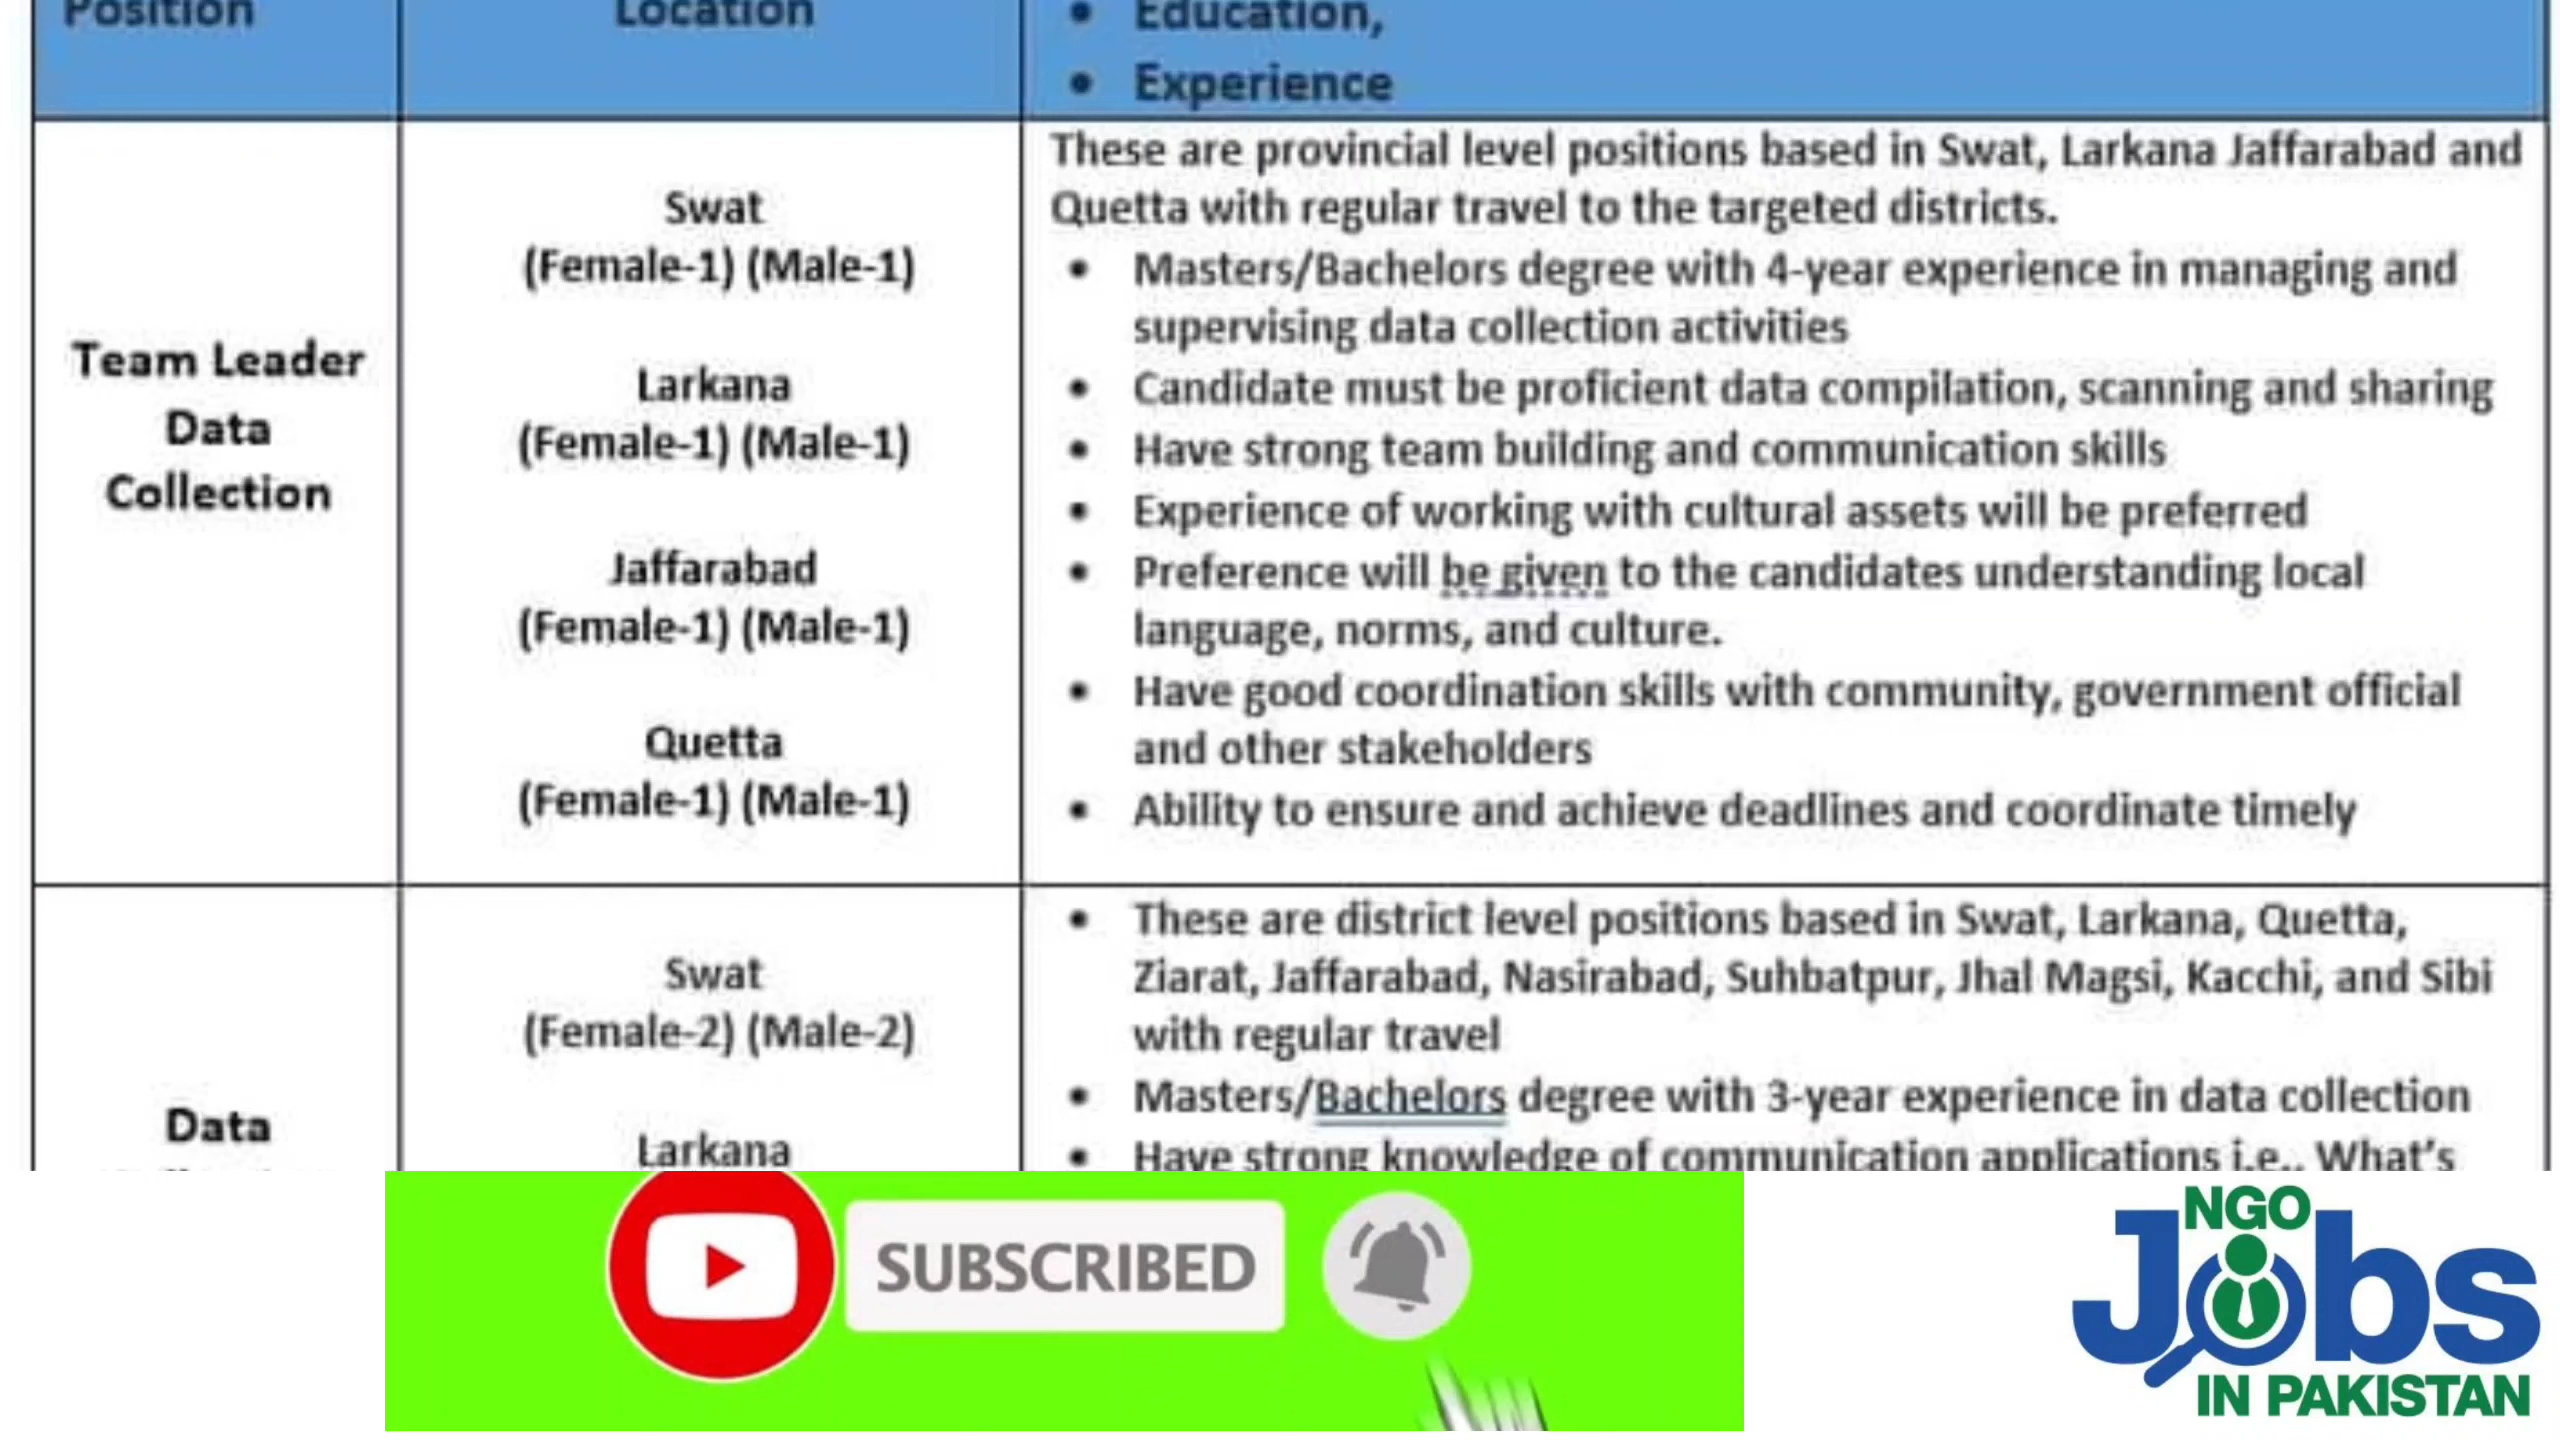 Position
Location
• Education,
• Experience
Team Leader
Data
Collection
Swat
(Female-1) (Male-1)
Larkana
(Female-1) (Male-1)
Jaffarabad
(Female-1) (Male-1)
Quetta
(Female-1) (Male-1)
These are provincial level positions based in Swat, Larkana Jaffarabad and
Quetta with regular travel to the targeted districts.
• Masters/Bachelors degree with 4-year experience in managing and
supervising data collection activities
• Candidate must be proficient data compilation, scanning and sharing
• Have strong team building and communication skills
• Experience of working with cultural assets will be preferred
• Preference will be given to the candidates understanding local
language, norms, and culture.
• Have good coordination skills with community, government official
and other stakeholders
• Ability to ensure and achieve deadlines and coordinate timely
Data
Swat
(Female-2) (Male-2)
Larkana
• These are district level positions based in Swat, Larkana, Quetta,
Ziarat, Jaffarabad, Nasirabad, Suhbatpur, Jhal Magsi, Kacchi, and Sibi
with regular travel
• Masters/Bachelors degree with 3-year experience in data collection
• Have strong knowledge of communication applications i.e., What's
SUBSCRIBED
NGO
Jobs
IN PAKISTAN